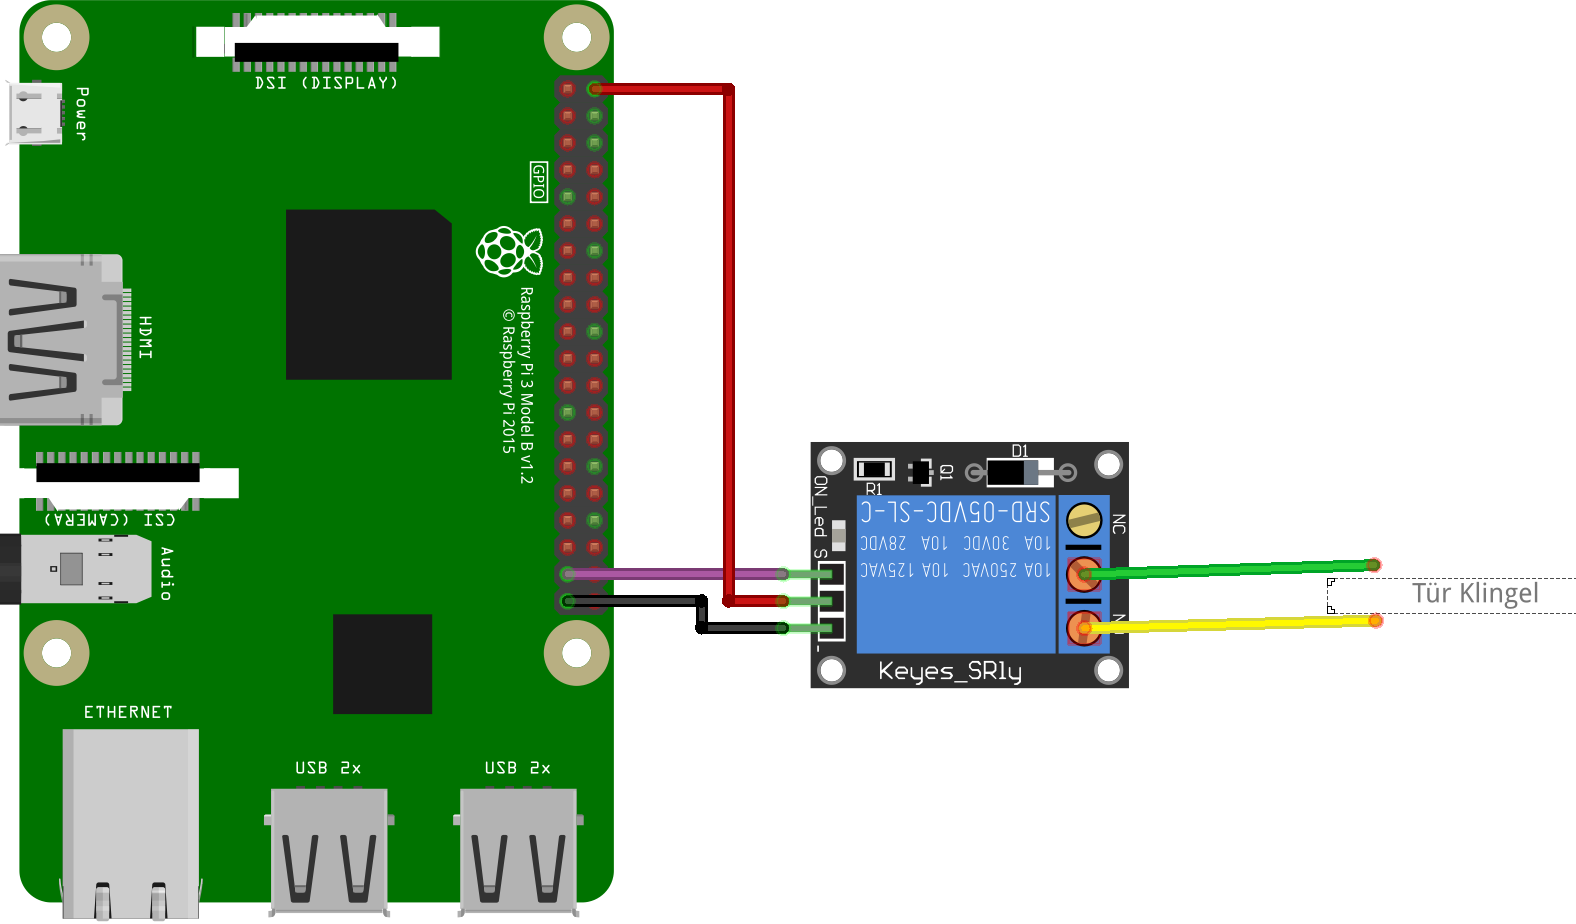 DSI (DISPLAY)
Power
GPIO
Raspberry Pi 3 Model B v1.2
© Raspberry Pi 2015
HDMI
CSI (CAMERA)
Audio
ETHERNET
USB 2x
USB 2x
D1
Q1
R1
ON_Led
S
-
SRD-05VDC-SL-C
10A 30VDC 10A 28VDC
10A 250VAC 10A 125VAC
NC
Keyes_SRly
Tür Klingel